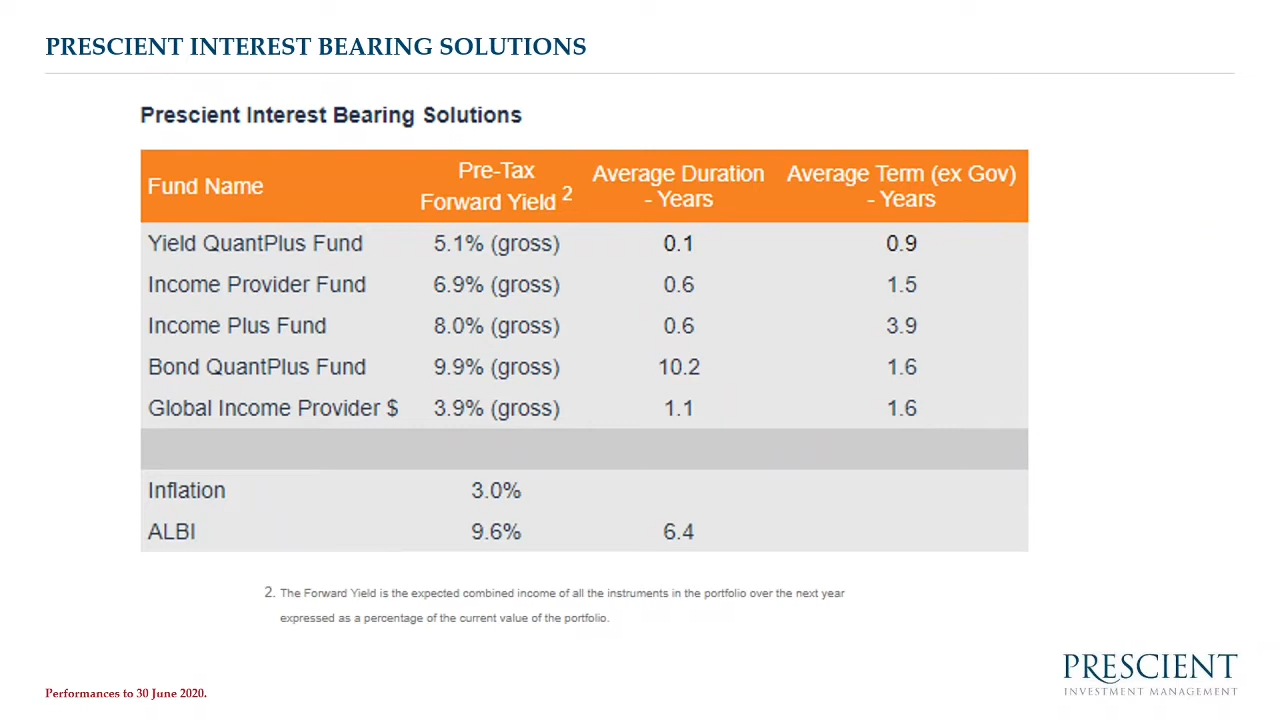 PRESCIENT INTEREST BEARING SOLUTIONS
Prescient Interest Bearing Solutions
Fund Name Pre-Tax Forward Yield 2 Average Duration - Years Average Term (ex Gov) - Years
Yield QuantPlus Fund 5.1% (gross) 0.1 0.9
Income Provider Fund 6.9% (gross) 0.6 1.5
Income Plus Fund 8.0% (gross) 0.6 3.9
Bond QuantPlus Fund 9.9% (gross) 10.2 1.6
Global Income Provider $ 3.9% (gross) 1.1 1.6
Inflation 3.0%
ALBI 9.6% 6.4
2. The Forward Yield is the expected combined income of all the instruments in the portfolio over the next year
expressed as a percentage of the current value of the portfolio.
PRESCIENT
INVESTMENT MANAGEMENT
Performances to 30 June 2020.